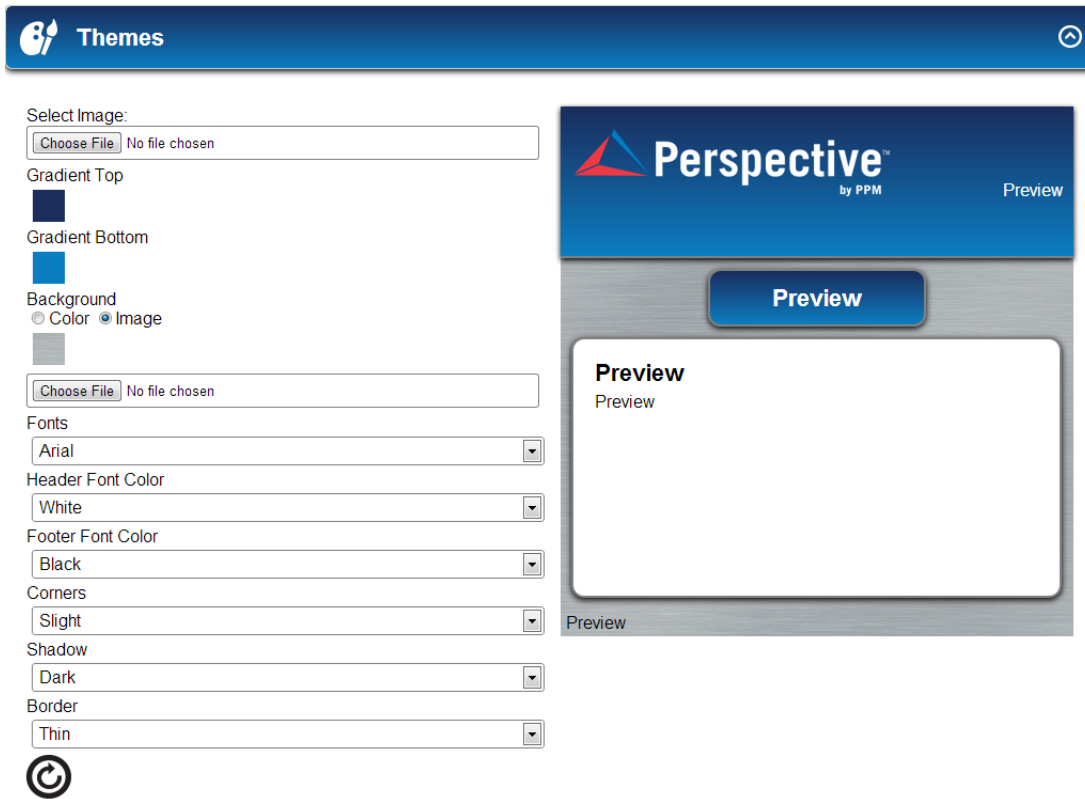 Themes
Select Image:
Choose File No file chosen
Gradient Top
Gradient Bottom
Background
Color Image
Choose File No file chosen
Fonts
Arial
Header Font Color
White
Footer Font Color
Black
Corners
Slight
Shadow
Dark
Border
Thin
Perspective™
by PPM
Preview
Preview
Preview
Preview
Preview